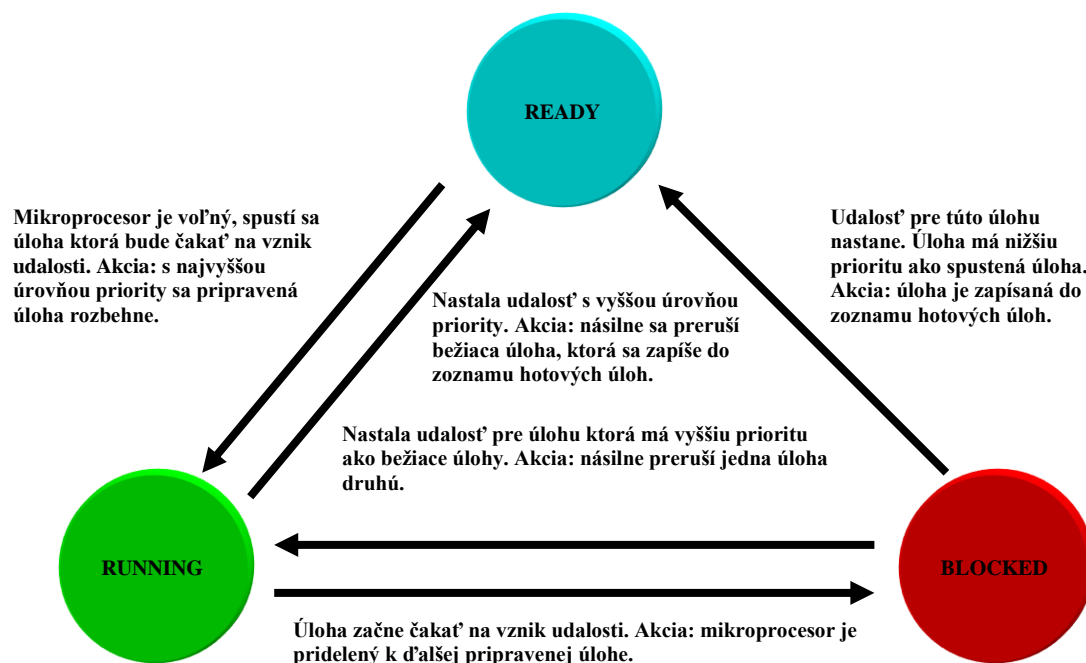 READY
Mikroprocesor je voľný, spustí sa
úloha ktorá bude čakať na vznik
udalosti. Akcia: s najvyššou
úrovňou priority sa pripravená
úloha rozbehne.
Udalosť pre túto úlohu
nastane. Úloha má nižšiu
prioritu ako spustená úloha.
Akcia: úloha je zapísaná do
zoznamu hotových úloh.
Nastala udalosť s vyššou úrovňou
priority. Akcia: násilne sa preruší
bežiaca úloha, ktorá sa zapíše do
zoznamu hotových úloh.
Nastala udalosť pre úlohu ktorá má vyššiu prioritu
ako bežiace úlohy. Akcia: násilne preruší jedna úloha
druhú.
RUNNING
BLOCKED
Úloha začne čakať na vznik udalosti. Akcia: mikroprocesor je
pridelený k ďalšej pripravenej úlohe.